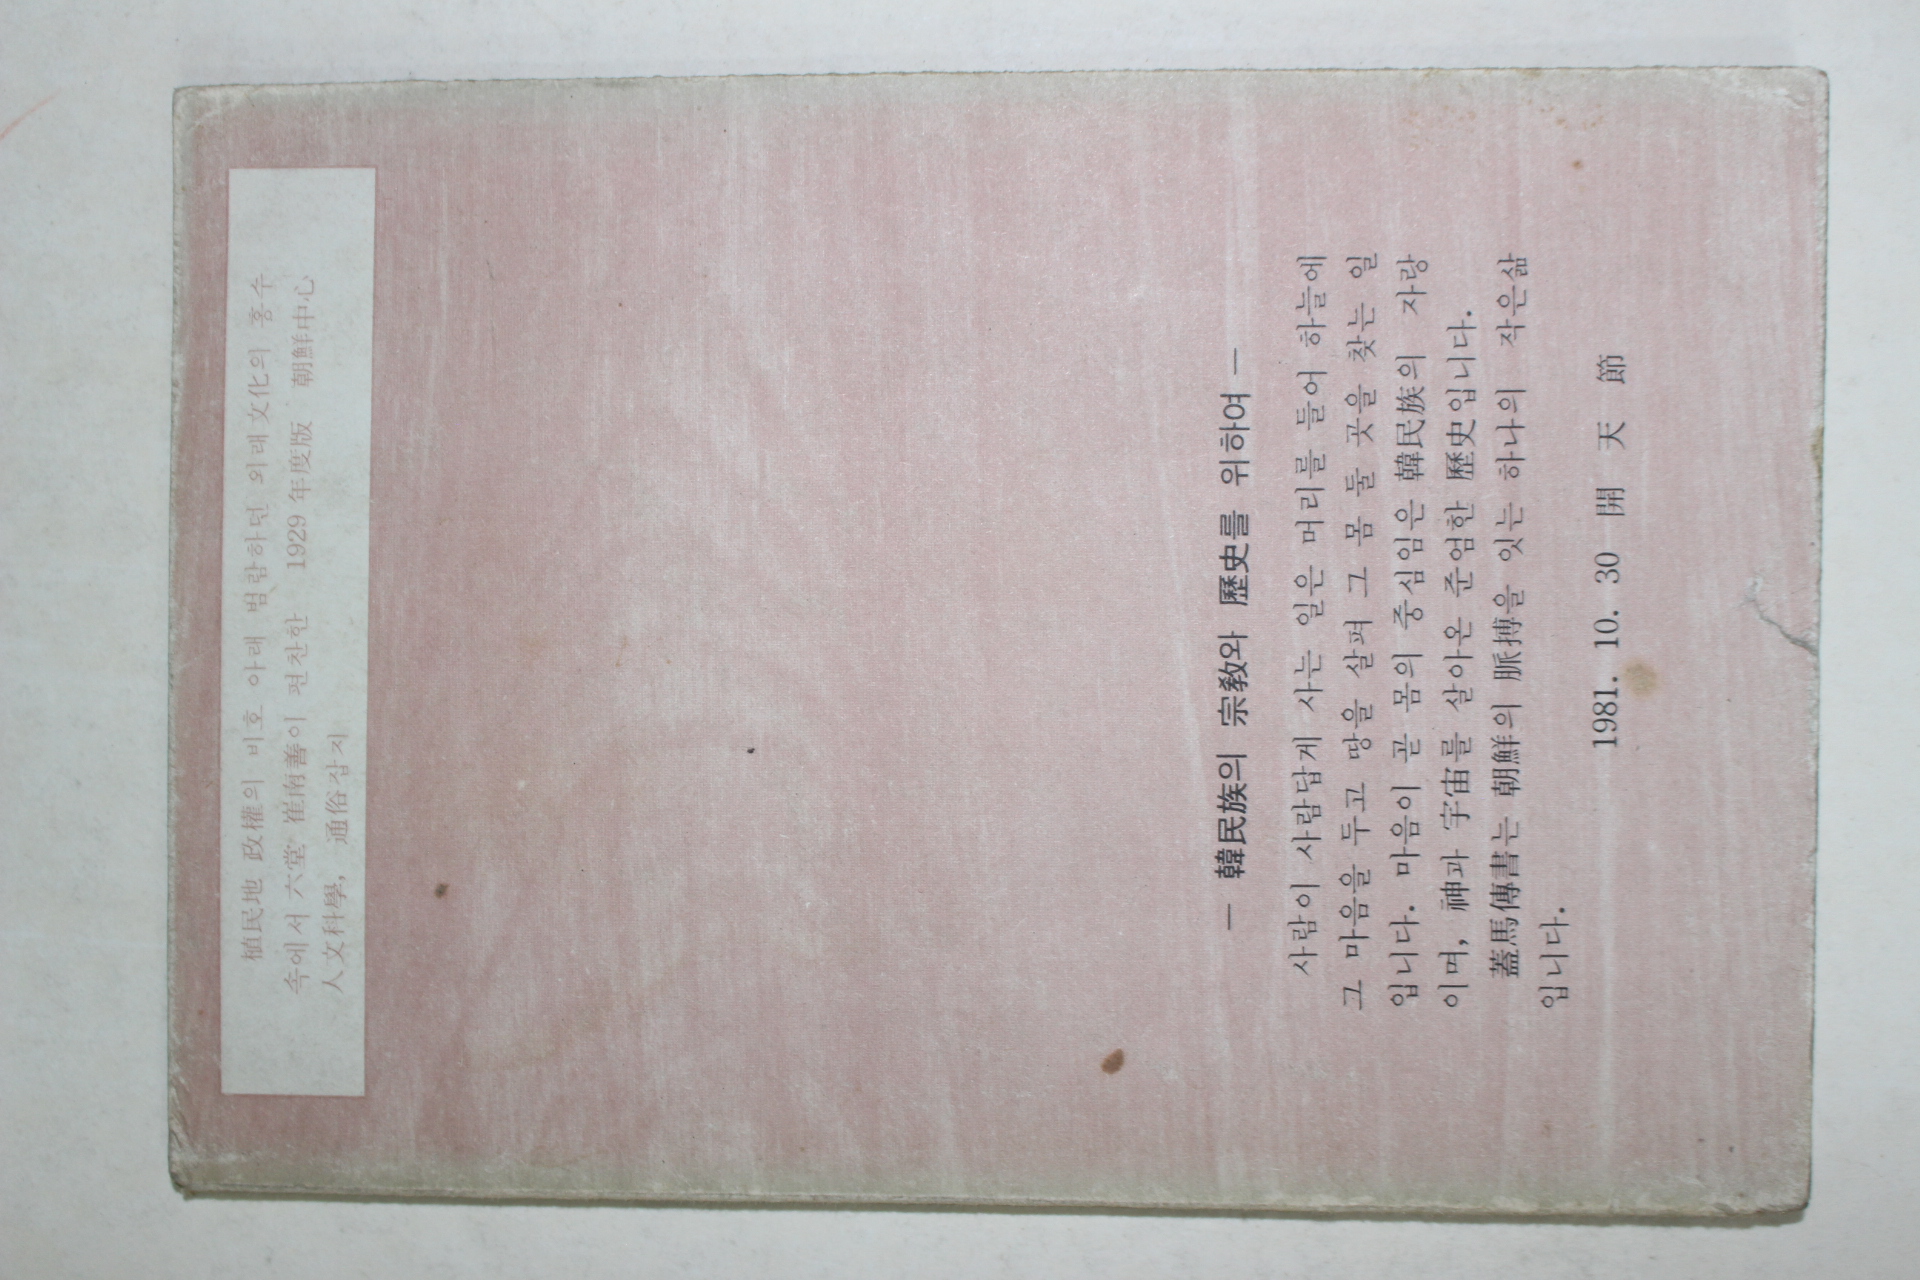 植民地 政權의 비호 아래 범람하던 외래文化의 홍수
속에서 六堂 崔南善이 편찬한 1929年度版 朝鮮中心
人文科學, 通俗잡지
― 韓民族의 宗敎와 歷史를 위하여 ―
사람이 사람답게 사는 일은 머리를 들어 하늘에
그 마음을 두고 땅을 살펴 그 몸 둘 곳을 찾는 일
입니다. 마음이 곧 몸의 중심임은 韓民族의 자랑
이며, 神과 宇宙를 살아온 준엄한 歷史입니다.
蓋馬傳書는 朝鮮의 脈搏을 잇는 하나의 작은삶
입니다.
1981. 10. 30 開 天 節